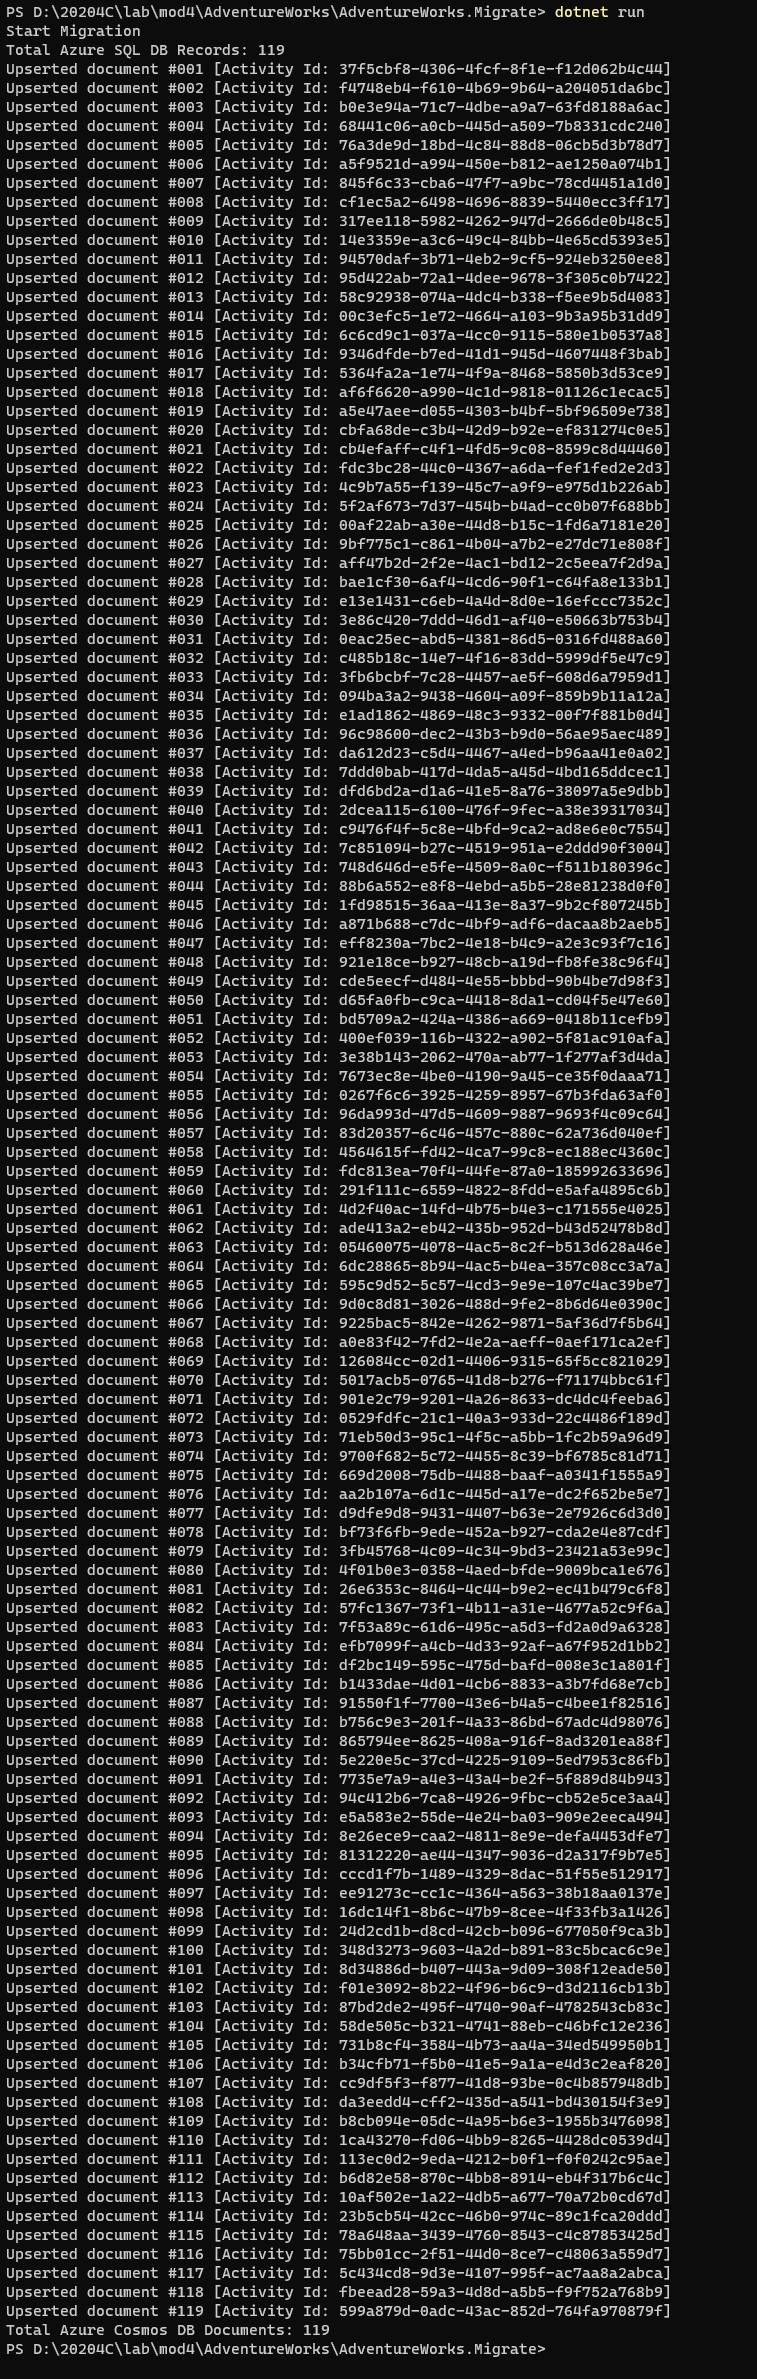 PS D:\20204C\lab\mod4\AdventureWorks\AdventureWorks.Migrate> dotnet run
Start Migration
Total Azure SQL DB Records: 119
Upserted document #001 [Activity Id: 37f5cbf8-4306-4fcf-8f1e-f12d062b4c44]
Upserted document #002 [Activity Id: f4748eb4-f610-4b69-9b64-a204051da6bc]
Upserted document #003 [Activity Id: b0e3e94a-71c7-4dbe-a9a7-63fd8188a6ac]
Upserted document #004 [Activity Id: 68441c06-a0cb-445d-a509-7b8331cdc240]
Upserted document #005 [Activity Id: 76a3de9d-18bd-4c84-88d8-06cb5d3b78d7]
Upserted document #006 [Activity Id: a5f9521d-a994-450e-b812-ae1250a074b1]
Upserted document #007 [Activity Id: 845f6c33-cba6-47f7-a9bc-78cd4451a1d0]
Upserted document #008 [Activity Id: cf1ec5a2-6498-4696-8839-5440ecc3ff17]
Upserted document #009 [Activity Id: 317ee118-5982-4262-947d-2666de0b48c5]
Upserted document #010 [Activity Id: 14e3359e-a3c6-49c4-84bb-4e65cd5393e5]
Upserted document #011 [Activity Id: 94570daf-3b71-4eb2-9cf5-924eb3250ee8]
Upserted document #012 [Activity Id: 95d422ab-72a1-4dee-9678-3f305c0b7422]
Upserted document #013 [Activity Id: 58c92938-074a-4dc4-b338-f5ee9b5d4083]
Upserted document #014 [Activity Id: 00c3efc5-1e72-4664-a103-9b3a95b31dd9]
Upserted document #015 [Activity Id: 6c6cd9c1-037a-4cc0-9115-580e1b0537a8]
Upserted document #016 [Activity Id: 9346dfde-b7ed-41d1-945d-4607448f3bab]
Upserted document #017 [Activity Id: 5364fa2a-1e74-4f9a-8468-5850b3d53ce9]
Upserted document #018 [Activity Id: af6f6620-a990-4c1d-9818-01126c1ecac5]
Upserted document #019 [Activity Id: a5e47aee-d055-4303-b4bf-5bf96509e738]
Upserted document #020 [Activity Id: cbfa68de-c3b4-42d9-b92e-ef831274c0e5]
Upserted document #021 [Activity Id: cb4efaff-c4f1-4fd5-9c08-8599c8d44460]
Upserted document #022 [Activity Id: fdc3bc28-44c0-4367-a6da-fef1fed2e2d3]
Upserted document #023 [Activity Id: 4c9b7a55-f139-45c7-a9f9-e975d1b226ab]
Upserted document #024 [Activity Id: 5f2af673-7d37-454b-b4ad-cc0b07f688bb]
Upserted document #025 [Activity Id: 00af22ab-a30e-44d8-b15c-1fd6a7181e20]
Upserted document #026 [Activity Id: 9bf775c1-c861-4b04-a7b2-e27dc71e808f]
Upserted document #027 [Activity Id: aff47b2d-2f2e-4ac1-bd12-2c5eea7f2d9a]
Upserted document #028 [Activity Id: bae1cf30-6af4-4cd6-90f1-c64fa8e133b1]
Upserted document #029 [Activity Id: e13e1431-c6eb-4a4d-8d0e-16efccc7352c]
Upserted document #030 [Activity Id: 3e86c420-7ddd-46d1-af40-e50663b753b4]
Upserted document #031 [Activity Id: 0eac25ec-abd5-4381-86d5-0316fd488a60]
Upserted document #032 [Activity Id: c485b18c-14e7-4f16-83dd-5999df5e47c9]
Upserted document #033 [Activity Id: 3fb6bcbf-7c28-4457-ae5f-608d6a7959d1]
Upserted document #034 [Activity Id: 094ba3a2-9438-4604-a09f-859b9b11a12a]
Upserted document #035 [Activity Id: e1ad1862-4869-48c3-9332-00f7f881b0d4]
Upserted document #036 [Activity Id: 96c98600-dec2-43b3-b9d0-56ae95aec489]
Upserted document #037 [Activity Id: da612d23-c5d4-4467-a4ed-b96aa41e0a02]
Upserted document #038 [Activity Id: 7ddd0bab-417d-4da5-a45d-4bd165ddcec1]
Upserted document #039 [Activity Id: dfd6bd2a-d1a6-41e5-8a76-38097a5e9dbb]
Upserted document #040 [Activity Id: 2dcea115-6100-476f-9fec-a38e39317034]
Upserted document #041 [Activity Id: c9476f4f-5c8e-4bfd-9ca2-ad8e6e0c7554]
Upserted document #042 [Activity Id: 7c851094-b27c-4519-951a-e2ddd90f3004]
Upserted document #043 [Activity Id: 748d646d-e5fe-4509-8a0c-f511b180396c]
Upserted document #044 [Activity Id: 88b6a552-e8f8-4ebd-a5b5-28e81238d0f0]
Upserted document #045 [Activity Id: 1fd98515-36aa-413e-8a37-9b2cf807245b]
Upserted document #046 [Activity Id: a871b688-c7dc-4bf9-adf6-dacaa8b2aeb5]
Upserted document #047 [Activity Id: eff8230a-7bc2-4e18-b4c9-a2e3c93f7c16]
Upserted document #048 [Activity Id: 921e18ce-b927-48cb-a19d-fb8fe38c96f4]
Upserted document #049 [Activity Id: cde5eecf-d484-4e55-bbbd-90b4be7d98f3]
Upserted document #050 [Activity Id: d65fa0fb-c9ca-4418-8da1-cd04f5e47e60]
Upserted document #051 [Activity Id: bd5709a2-424a-4386-a669-0418b11cefb9]
Upserted document #052 [Activity Id: 400ef039-116b-4322-a902-5f81ac910afa]
Upserted document #053 [Activity Id: 3e38b143-2062-470a-ab77-1f277af3d4da]
Upserted document #054 [Activity Id: 7673ec8e-4be0-4190-9a45-ce35f0daaa71]
Upserted document #055 [Activity Id: 0267f6c6-3925-4259-8957-67b3fda63af0]
Upserted document #056 [Activity Id: 96da993d-47d5-4609-9887-9693f4c09c64]
Upserted document #057 [Activity Id: 83d20357-6c46-457c-880c-62a736d040ef]
Upserted document #058 [Activity Id: 4564615f-fd42-4ca7-99c8-ec188ec4360c]
Upserted document #059 [Activity Id: fdc813ea-70f4-44fe-87a0-185992633696]
Upserted document #060 [Activity Id: 291f111c-6559-4822-8fdd-e5afa4895c6b]
Upserted document #061 [Activity Id: 4d2f40ac-14fd-4b75-b4e3-c171555e4025]
Upserted document #062 [Activity Id: ade413a2-eb42-435b-952d-b43d52478b8d]
Upserted document #063 [Activity Id: 05460075-4078-4ac5-8c2f-b513d628a46e]
Upserted document #064 [Activity Id: 6dc28865-8b94-4ac5-b4ea-357c08cc3a7a]
Upserted document #065 [Activity Id: 595c9d52-5c57-4cd3-9e9e-107c4ac39be7]
Upserted document #066 [Activity Id: 9d0c8d81-3026-488d-9fe2-8b6d64e0390c]
Upserted document #067 [Activity Id: 9225bac5-842e-4262-9871-5af36d7f5b64]
Upserted document #068 [Activity Id: a0e83f42-7fd2-4e2a-aeff-0aef171ca2ef]
Upserted document #069 [Activity Id: 126084cc-02d1-4406-9315-65f5cc821029]
Upserted document #070 [Activity Id: 5017acb5-0765-41d8-b276-f71174bbc61f]
Upserted document #071 [Activity Id: 901e2c79-9201-4a26-8633-dc4dc4feeba6]
Upserted document #072 [Activity Id: 0529fdfc-21c1-40a3-933d-22c4486f189d]
Upserted document #073 [Activity Id: 71eb50d3-95c1-4f5c-a5bb-1fc2b59a96d9]
Upserted document #074 [Activity Id: 9700f682-5c72-4455-8c39-bf6785c81d71]
Upserted document #075 [Activity Id: 669d2008-75db-4488-baaf-a0341f1555a9]
Upserted document #076 [Activity Id: aa2b107a-6d1c-445d-a17e-dc2f652be5e7]
Upserted document #077 [Activity Id: d9dfe9d8-9431-4407-b63e-2e7926c6d3d0]
Upserted document #078 [Activity Id: bf73f6fb-9ede-452a-b927-cda2e4e87cdf]
Upserted document #079 [Activity Id: 3fb45768-4c09-4c34-9bd3-23421a53e99c]
Upserted document #080 [Activity Id: 4f01b0e3-0358-4aed-bfde-9009bca1e676]
Upserted document #081 [Activity Id: 26e6353c-8464-4c44-b9e2-ec41b479c6f8]
Upserted document #082 [Activity Id: 57fc1367-73f1-4b11-a31e-4677a52c9f6a]
Upserted document #083 [Activity Id: 7f53a89c-61d6-495c-a5d3-fd2a0d9a6328]
Upserted document #084 [Activity Id: efb7099f-a4cb-4d33-92af-a67f952d1bb2]
Upserted document #085 [Activity Id: df2bc149-595c-475d-bafd-008e3c1a801f]
Upserted document #086 [Activity Id: b1433dae-4d01-4cb6-8833-a3b7fd68e7cb]
Upserted document #087 [Activity Id: 91550f1f-7700-43e6-b4a5-c4bee1f82516]
Upserted document #088 [Activity Id: b756c9e3-201f-4a33-86bd-67adc4d98076]
Upserted document #089 [Activity Id: 865794ee-8625-408a-916f-8ad3201ea88f]
Upserted document #090 [Activity Id: 5e220e5c-37cd-4225-9109-5ed7953c86fb]
Upserted document #091 [Activity Id: 7735e7a9-a4e3-43a4-be2f-5f889d84b943]
Upserted document #092 [Activity Id: 94c412b6-7ca8-4926-9fbc-cb52e5ce3aa4]
Upserted document #093 [Activity Id: e5a583e2-55de-4e24-ba03-909e2eeca494]
Upserted document #094 [Activity Id: 8e26ece9-caa2-4811-8e9e-defa4453dfe7]
Upserted document #095 [Activity Id: 81312220-ae44-4347-9036-d2a317f9b7e5]
Upserted document #096 [Activity Id: cccd1f7b-1489-4329-8dac-51f55e512917]
Upserted document #097 [Activity Id: ee91273c-cc1c-4364-a563-38b18aa0137e]
Upserted document #098 [Activity Id: 16dc14f1-8b6c-47b9-8cee-4f33fb3a1426]
Upserted document #099 [Activity Id: 24d2cd1b-d8cd-42cb-b096-677050f9ca3b]
Upserted document #100 [Activity Id: 348d3273-9603-4a2d-b891-83c5bcac6c9e]
Upserted document #101 [Activity Id: 8d34886d-b407-443a-9d09-308f12eade50]
Upserted document #102 [Activity Id: f01e3092-8b22-4f96-b6c9-d3d2116cb13b]
Upserted document #103 [Activity Id: 87bd2de2-495f-4740-90af-4782543cb83c]
Upserted document #104 [Activity Id: 58de505c-b321-4741-88eb-c46bfc12e236]
Upserted document #105 [Activity Id: 731b8cf4-3584-4b73-aa4a-34ed549950b1]
Upserted document #106 [Activity Id: b34cfb71-f5b0-41e5-9a1a-e4d3c2eaf820]
Upserted document #107 [Activity Id: cc9df5f3-f877-41d8-93be-0c4b857948db]
Upserted document #108 [Activity Id: da3eedd4-cff2-435d-a541-bd430154f3e9]
Upserted document #109 [Activity Id: b8cb094e-05dc-4a95-b6e3-1955b3476098]
Upserted document #110 [Activity Id: 1ca43270-fd06-4bb9-8265-4428dc0539d4]
Upserted document #111 [Activity Id: 113ec0d2-9eda-4212-b0f1-f0f0242c95ae]
Upserted document #112 [Activity Id: b6d82e58-870c-4bb8-8914-eb4f317b6c4c]
Upserted document #113 [Activity Id: 10af502e-1a22-4db5-a677-70a72b0cd67d]
Upserted document #114 [Activity Id: 23b5cb54-42cc-46b0-974c-89c1fca20ddd]
Upserted document #115 [Activity Id: 78a648aa-3439-4760-8543-c4c87853425d]
Upserted document #116 [Activity Id: 75bb01cc-2f51-44d0-8ce7-c48063a559d7]
Upserted document #117 [Activity Id: 5c434cd8-9d3e-4107-995f-ac7aa8a2abca]
Upserted document #118 [Activity Id: fbeead28-59a3-4d8d-a5b5-f9f752a768b9]
Upserted document #119 [Activity Id: 599a879d-0adc-43ac-852d-764fa970879f]
Total Azure Cosmos DB Documents: 119
PS D:\20204C\lab\mod4\AdventureWorks\AdventureWorks.Migrate>